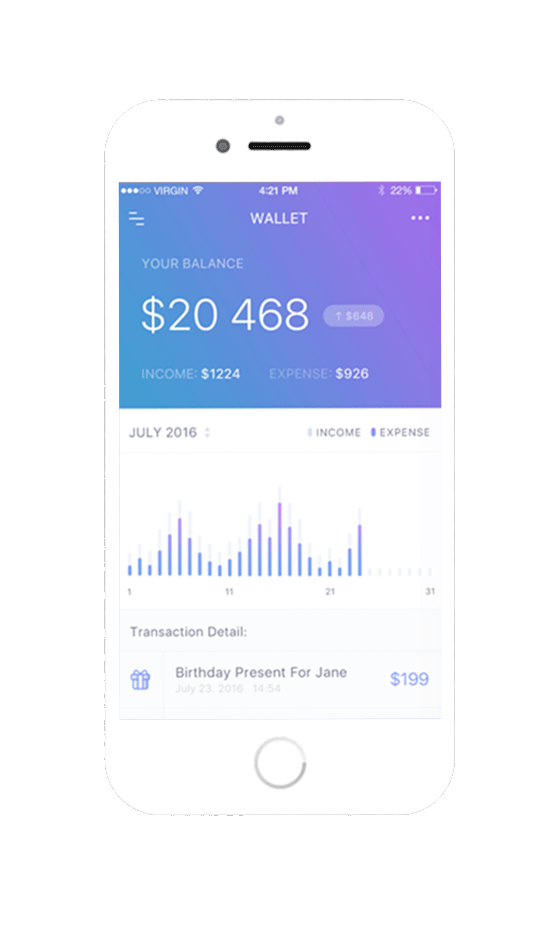 VIRGIN 4:21 PM 22%
WALLET
YOUR BALANCE
$20 468 ↑ $648
INCOME: $1224 EXPENSE: $926
JULY 2016 INCOME EXPENSE
1 11 21 31
Transaction Detail:
Birthday Present For Jane $199
July 23, 2016 · 14:54